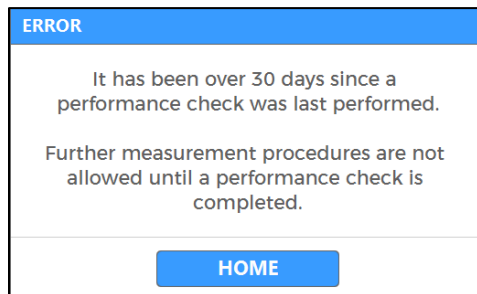 ERROR
It has been over 30 days since a
performance check was last performed.
Further measurement procedures are not
allowed until a performance check is
completed.
HOME